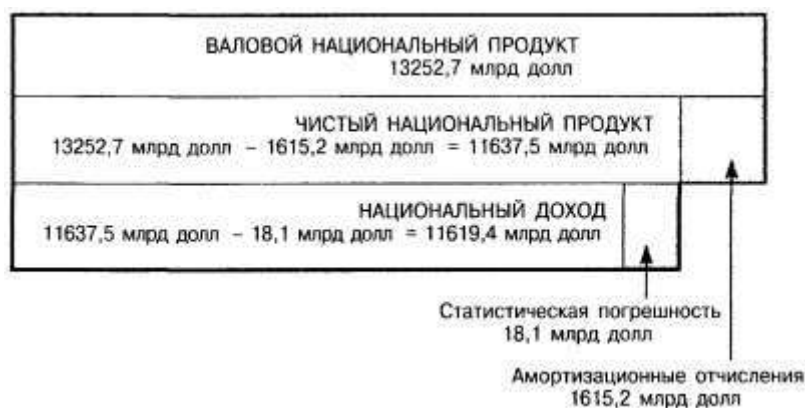 ВАЛОВОЙ НАЦИОНАЛЬНЫЙ ПРОДУКТ
13252,7 млрд долл
ЧИСТЫЙ НАЦИОНАЛЬНЫЙ ПРОДУКТ
13252,7 млрд долл – 1615,2 млрд долл = 11637,5 млрд долл
НАЦИОНАЛЬНЫЙ ДОХОД
11637,5 млрд долл – 18,1 млрд долл = 11619,4 млрд долл
Статистическая погрешность
18,1 млрд долл
Амортизационные отчисления
1615,2 млрд долл